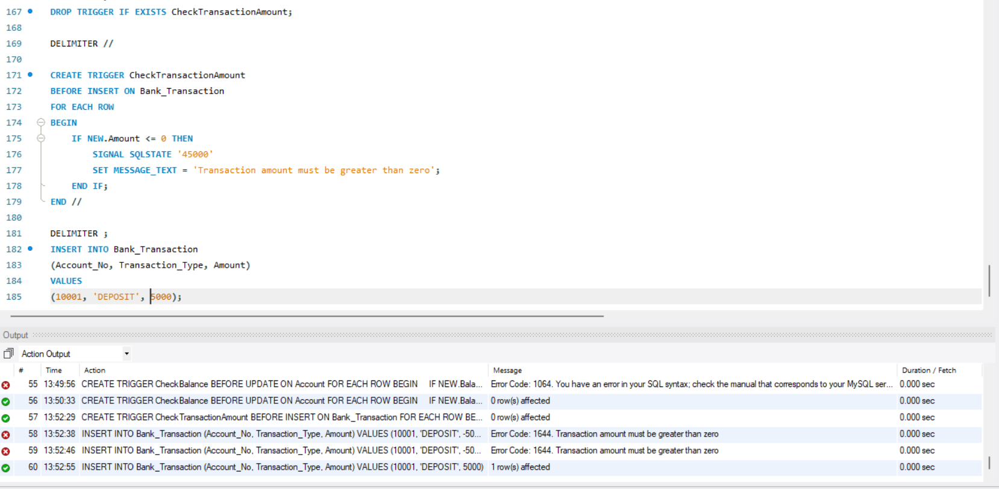 167 DROP TRIGGER IF EXISTS CheckTransactionAmount;
168
169 DELIMITER //
170
171 CREATE TRIGGER CheckTransactionAmount
172 BEFORE INSERT ON Bank_Transaction
173 FOR EACH ROW
174 BEGIN
175 IF NEW.Amount <= 0 THEN
176 SIGNAL SQLSTATE '45000'
177 SET MESSAGE_TEXT = 'Transaction amount must be greater than zero';
178 END IF;
179 END //
180
181 DELIMITER ;
182 INSERT INTO Bank_Transaction
183 (Account_No, Transaction_Type, Amount)
184 VALUES
185 (10001, 'DEPOSIT', 5000);
Output
Action Output
# Time Action Message Duration / Fetch
55 13:49:56 CREATE TRIGGER CheckBalance BEFORE UPDATE ON Account FOR EACH ROW BEGIN IF NEW.Bala... Error Code: 1064. You have an error in your SQL syntax; check the manual that corresponds to your MySQL ser... 0.000 sec
56 13:50:33 CREATE TRIGGER CheckBalance BEFORE UPDATE ON Account FOR EACH ROW BEGIN IF NEW.Bala... 0 row(s) affected 0.000 sec
57 13:52:29 CREATE TRIGGER CheckTransactionAmount BEFORE INSERT ON Bank_Transaction FOR EACH ROW BE... 0 row(s) affected 0.000 sec
58 13:52:38 INSERT INTO Bank_Transaction (Account_No, Transaction_Type, Amount) VALUES (10001, 'DEPOSIT', -50... Error Code: 1644. Transaction amount must be greater than zero 0.000 sec
59 13:52:46 INSERT INTO Bank_Transaction (Account_No, Transaction_Type, Amount) VALUES (10001, 'DEPOSIT', -50... Error Code: 1644. Transaction amount must be greater than zero 0.000 sec
60 13:52:55 INSERT INTO Bank_Transaction (Account_No, Transaction_Type, Amount) VALUES (10001, 'DEPOSIT', 5000) 1 row(s) affected 0.000 sec